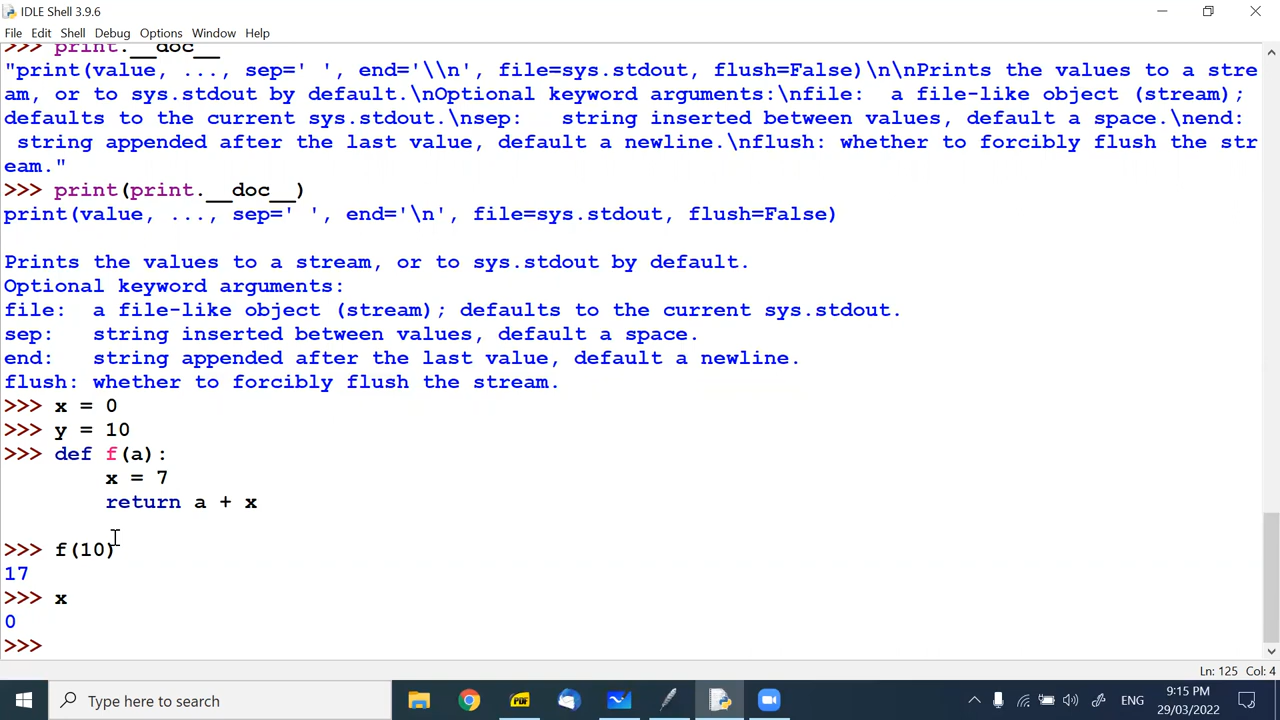 IDLE Shell 3.9.6
File Edit Shell Debug Options Window Help
>>> print.__doc__
"print(value, ..., sep=' ', end='\\n', file=sys.stdout, flush=False)\n\nPrints the values to a stre
am, or to sys.stdout by default.\nOptional keyword arguments:\nfile:  a file-like object (stream);
defaults to the current sys.stdout.\nsep:   string inserted between values, default a space.\nend:
 string appended after the last value, default a newline.\nflush: whether to forcibly flush the str
eam."
>>> print(print.__doc__)
print(value, ..., sep=' ', end='\n', file=sys.stdout, flush=False)
Prints the values to a stream, or to sys.stdout by default.
Optional keyword arguments:
file:  a file-like object (stream); defaults to the current sys.stdout.
sep:   string inserted between values, default a space.
end:   string appended after the last value, default a newline.
flush: whether to forcibly flush the stream.
>>> x = 0
>>> y = 10
>>> def f(a):
        x = 7
        return a + x
>>> f(10)
17
>>> x
0
>>>
Ln: 125 Col: 4
Type here to search
PDF
ENG
9:15 PM
29/03/2022